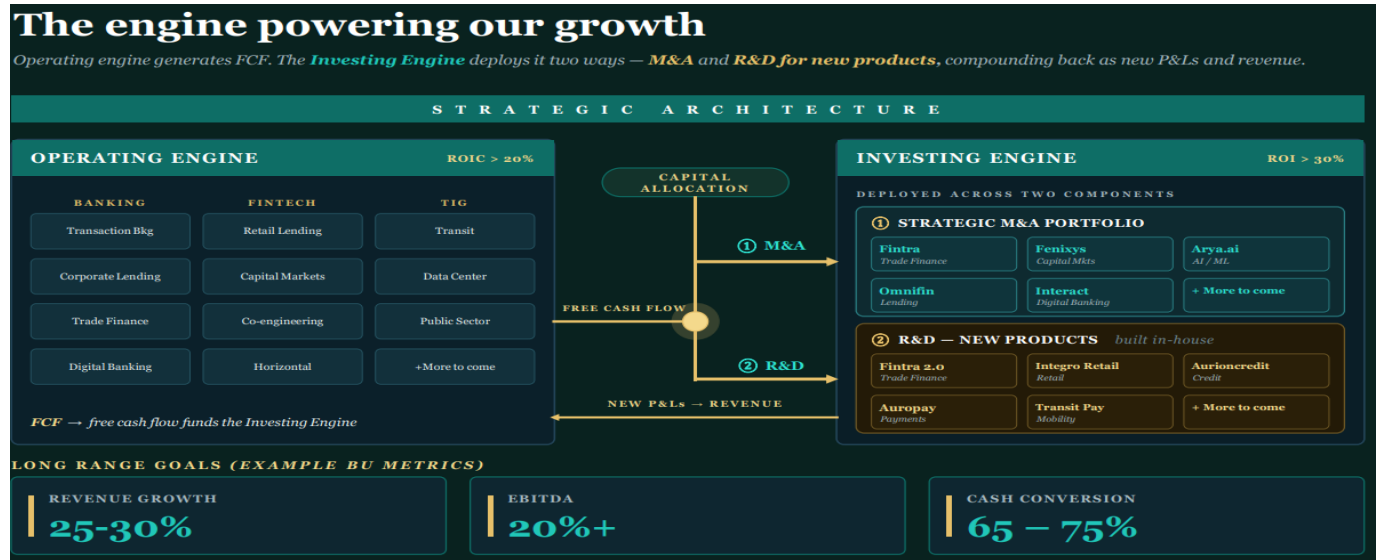 The engine powering our growth
Operating engine generates FCF. The Investing Engine deploys it two ways — M&A and R&D for new products, compounding back as new P&Ls and revenue.
STRATEGIC ARCHITECTURE
OPERATING ENGINE
ROIC > 20%
BANKING
Transaction Bkg
Corporate Lending
Trade Finance
Digital Banking
FINTECH
Retail Lending
Capital Markets
Co-engineering
Horizontal
TIG
Transit
Data Center
Public Sector
+More to come
FCF → free cash flow funds the Investing Engine
CAPITAL
ALLOCATION
① M&A
FREE CASH FLOW
② R&D
NEW P&Ls → REVENUE
INVESTING ENGINE
ROI > 30%
DEPLOYED ACROSS TWO COMPONENTS
① STRATEGIC M&A PORTFOLIO
Fintra
Trade Finance
Fenixys
Capital Mkts
Arya.ai
AI / ML
Omnifin
Lending
Interact
Digital Banking
+ More to come
② R&D — NEW PRODUCTS built in-house
Fintra 2.0
Trade Finance
Integro Retail
Retail
Aurioncredit
Credit
Auropay
Payments
Transit Pay
Mobility
+ More to come
LONG RANGE GOALS (EXAMPLE BU METRICS)
REVENUE GROWTH
25-30%
EBITDA
20%+
CASH CONVERSION
65 – 75%